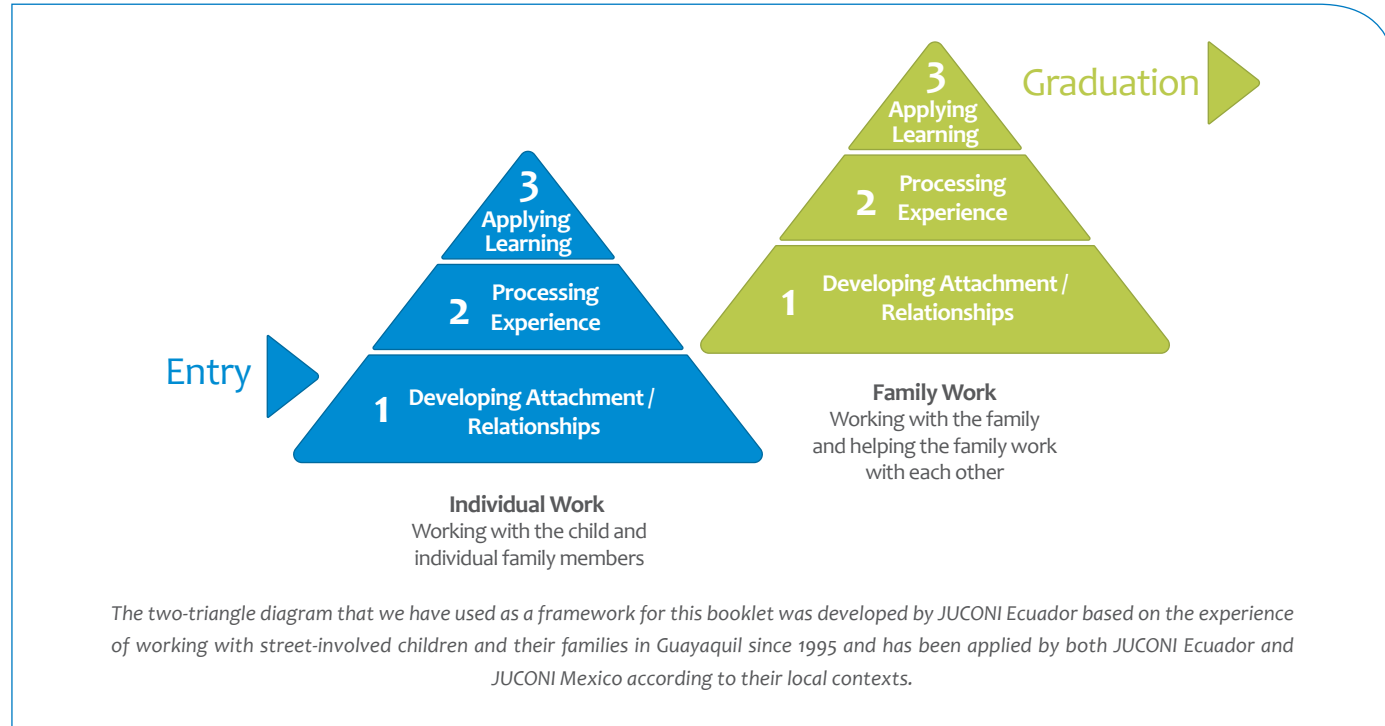 Entry
3
Applying
Learning
2
Processing
Experience
1
Developing Attachment /
Relationships
Individual Work
Working with the child and
individual family members
3
Applying
Learning
2
Processing
Experience
1
Developing Attachment /
Relationships
Family Work
Working with the family
and helping the family work
with each other
Graduation
The two-triangle diagram that we have used as a framework for this booklet was developed by JUCONI Ecuador based on the experience
of working with street-involved children and their families in Guayaquil since 1995 and has been applied by both JUCONI Ecuador and
JUCONI Mexico according to their local contexts.